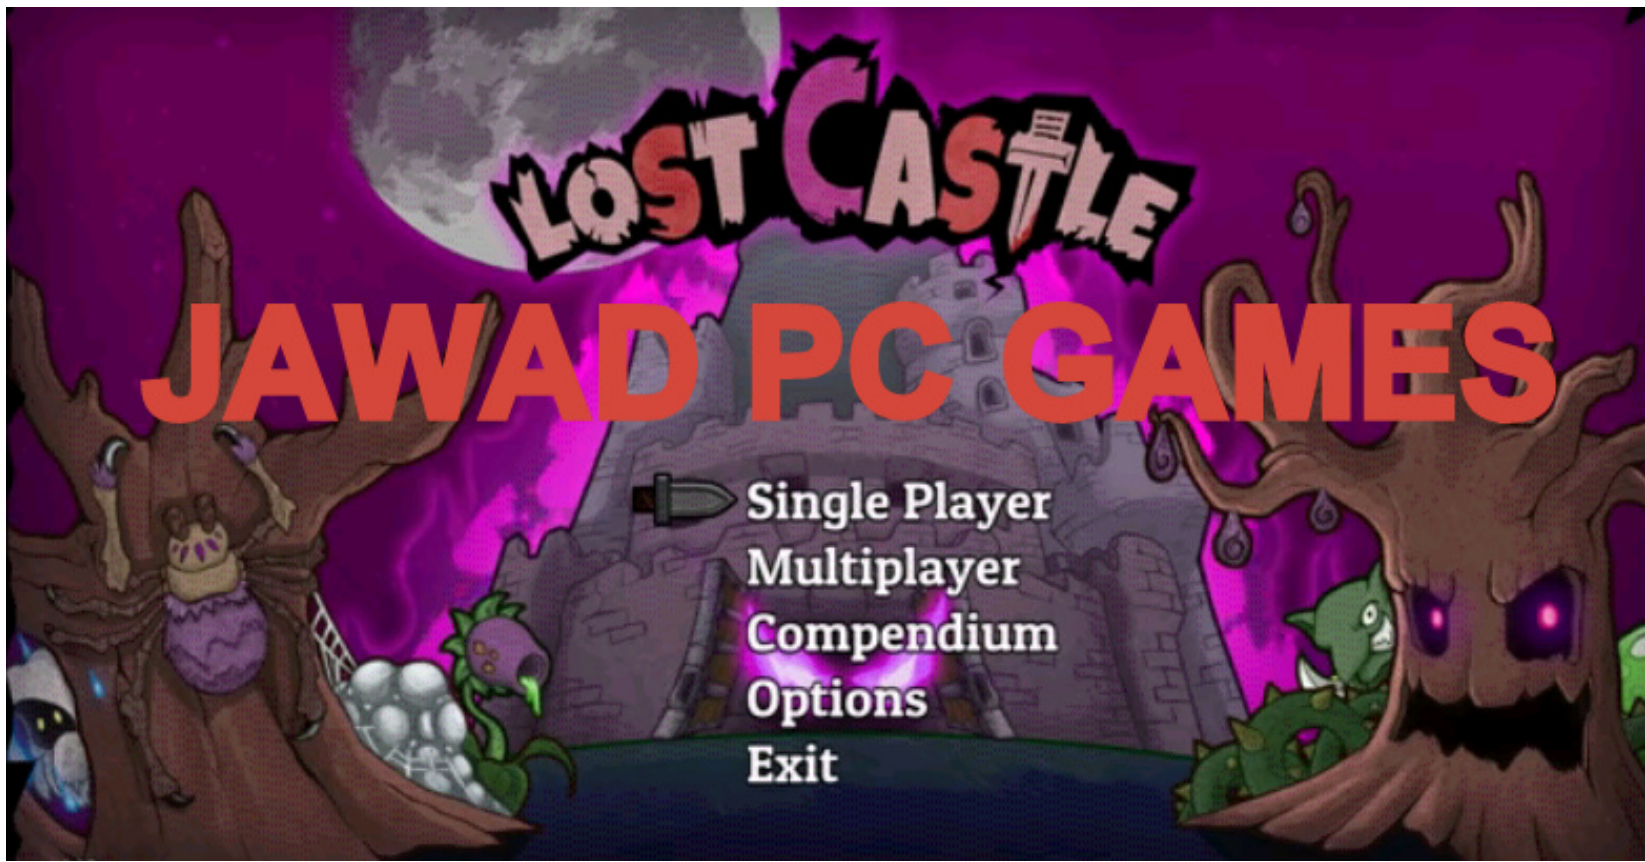 LOST CASTLE
JAWAD PC GAMES
Single Player
Multiplayer
Compendium
Options
Exit